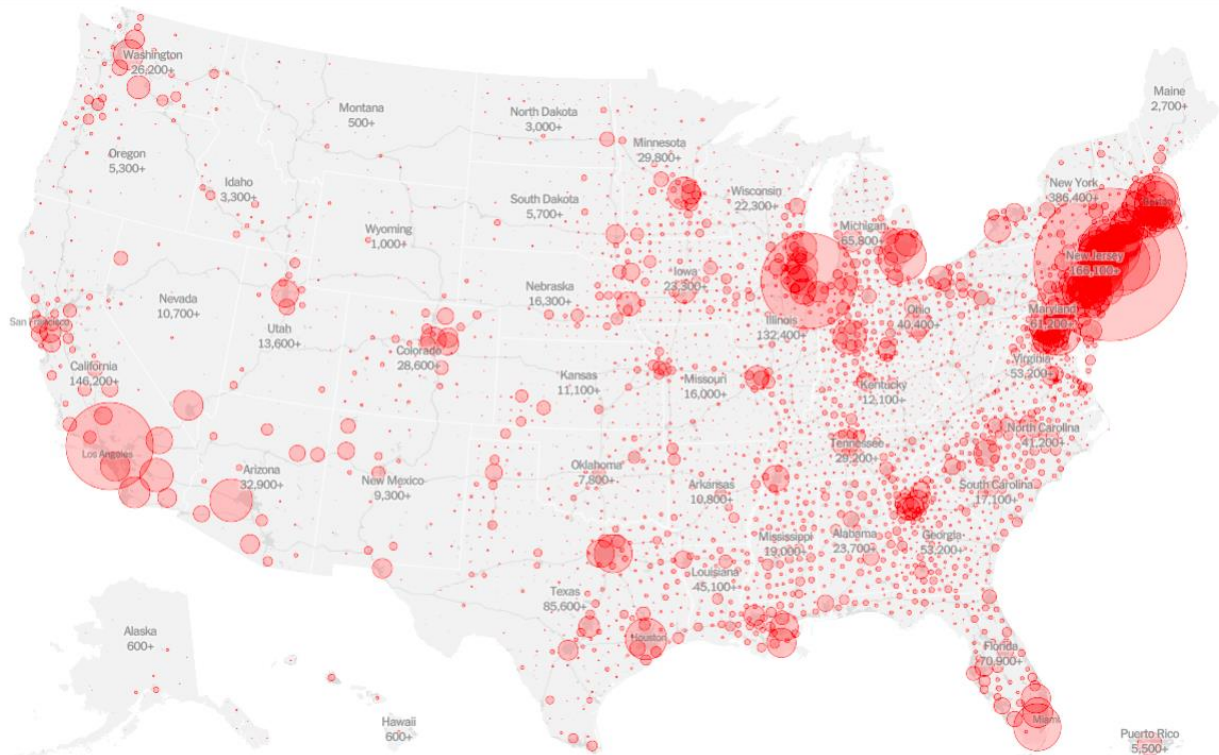 Washington
26,200+
Montana
500+
North Dakota
3,000+
Minnesota
29,800+
Maine
2,700+
Oregon
5,300+
Idaho
3,300+
South Dakota
5,700+
Wisconsin
22,300+
New York
386,400+
Boston
Wyoming
1,000+
Michigan
65,800+
New Jersey
165,100+
Nevada
10,700+
Utah
13,600+
Nebraska
16,300+
Iowa
23,300+
Illinois
132,400+
Ohio
40,400+
Maryland
61,200+
San Francisco
California
146,200+
Colorado
28,600+
Kansas
11,100+
Missouri
16,000+
Kentucky
12,100+
Virginia
53,200+
Los Angeles
Arizona
32,900+
New Mexico
9,300+
Oklahoma
7,800+
Arkansas
10,800+
Tennessee
29,200+
North Carolina
41,200+
South Carolina
17,100+
Mississippi
19,000+
Alabama
23,700+
Georgia
53,200+
Texas
85,600+
Louisiana
45,100+
Houston
Alaska
600+
Hawaii
600+
Florida
70,900+
Miami
Puerto Rico
5,500+